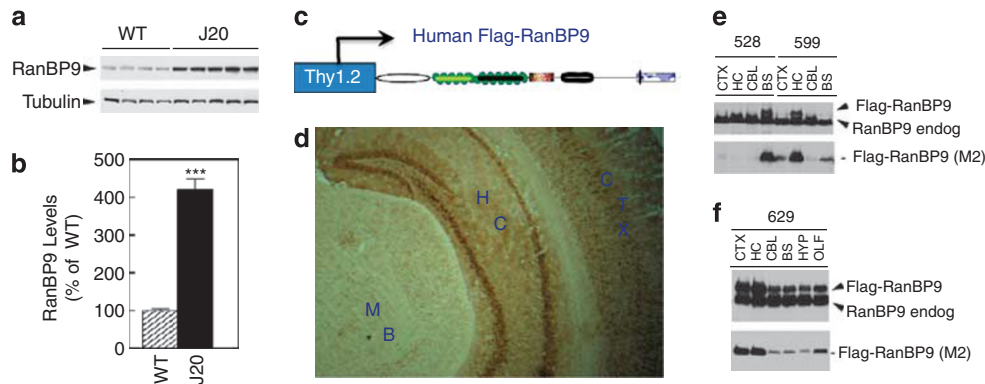 a
WT J20
RanBP9
Tubulin
b
RanBP9 Levels
(% of WT)
500
400
300
200
100
0
***
WT
J20
c
Human Flag-RanBP9
Thy1.2
d
H
C
C
T
X
M
B
e
528 599
CTX
HC
CBL
BS
CTX
HC
CBL
BS
Flag-RanBP9
RanBP9 endog
Flag-RanBP9 (M2)
f
629
CTX
HC
CBL
BS
HYP
OLF
Flag-RanBP9
RanBP9 endog
Flag-RanBP9 (M2)